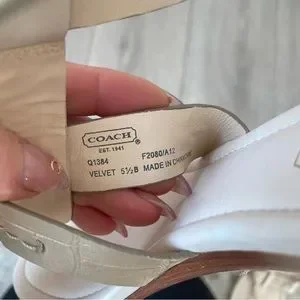 COACH
EST. 1941
®
Q1384 F2080/A12
VELVET 5½B MADE IN CHINA